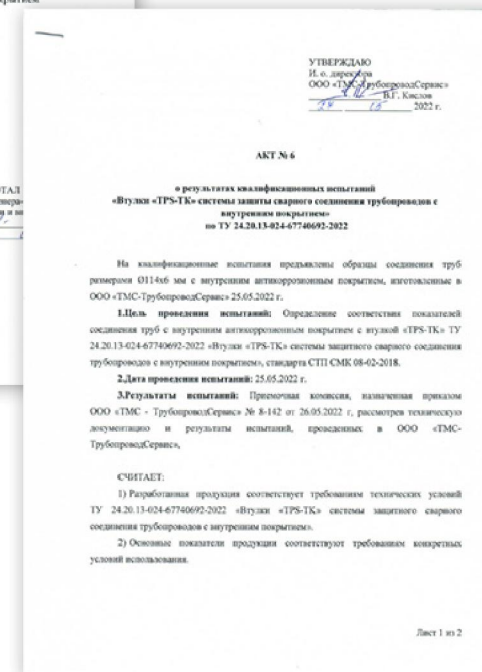 рытием
ОТАЛ
УТВЕРЖДАЮ
И. о. директора
ООО «ТМС-ТрубопроводСервис»
В.Г. Кислов
2022 г.
АКТ № 6
о результатах квалификационных испытаний
«Втулки «TPS-ТК» системы защиты сварного соединения трубопроводов с
внутренним покрытием»
по ТУ 24.20.13-024-67740692-2022
На квалификационные испытания предъявлены образцы соединения труб
размерами Ø114х6 мм с внутренним антикоррозионным покрытием, изготовленные в
ООО «ТМС-ТрубопроводСервис» 25.05.2022 г.
1.Цель проведения испытаний: Определение соответствия показателей
соединения труб с внутренним антикоррозионным покрытием с втулкой «TPS-ТК» ТУ
24.20.13-024-67740692-2022 «Втулки «TPS-ТК» системы защиты сварного соединения
трубопроводов с внутренним покрытием», стандарта СТП СМК 08-02-2018.
2.Дата проведения испытаний: 25.05.2022 г.
3.Результаты испытаний: Приемочная комиссия, назначенная приказом
ООО «ТМС - ТрубопроводСервис» № 8-142 от 26.05.2022 г, рассмотрев техническую
документацию и результаты испытаний, проведенных в ООО «ТМС-
ТрубопроводСервис»,
СЧИТАЕТ:
1) Разработанная продукция соответствует требованиям технических условий
ТУ 24.20.13-024-67740692-2022 «Втулки «TPS-ТК» системы защитного сварного
соединения трубопроводов с внутренним покрытием».
2) Основные показатели продукции соответствуют требованиям конкретных
условий использования.
Лист 1 из 2